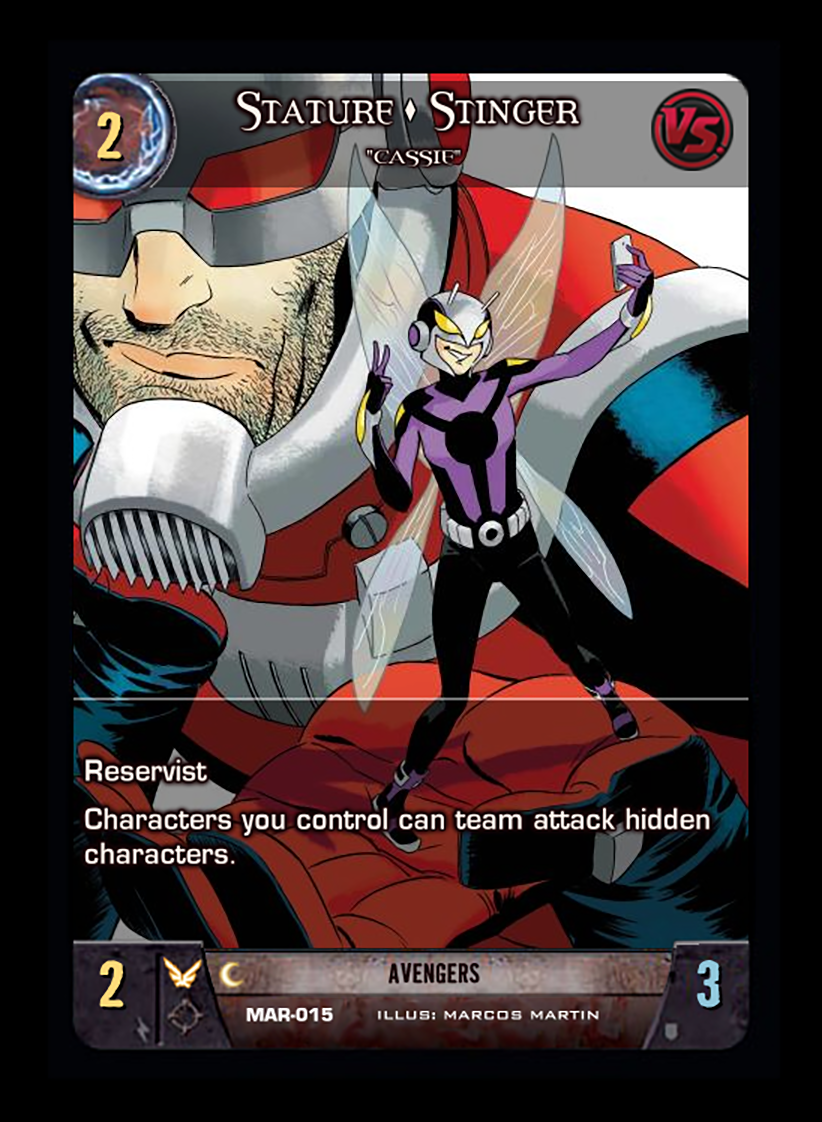 2
STATURE ♦ STINGER
VS.
"CASSIE"
Reservist
Characters you control can team attack hidden
characters.
2
AVENGERS
3
MAR-015 ILLUS: MARCOS MARTIN